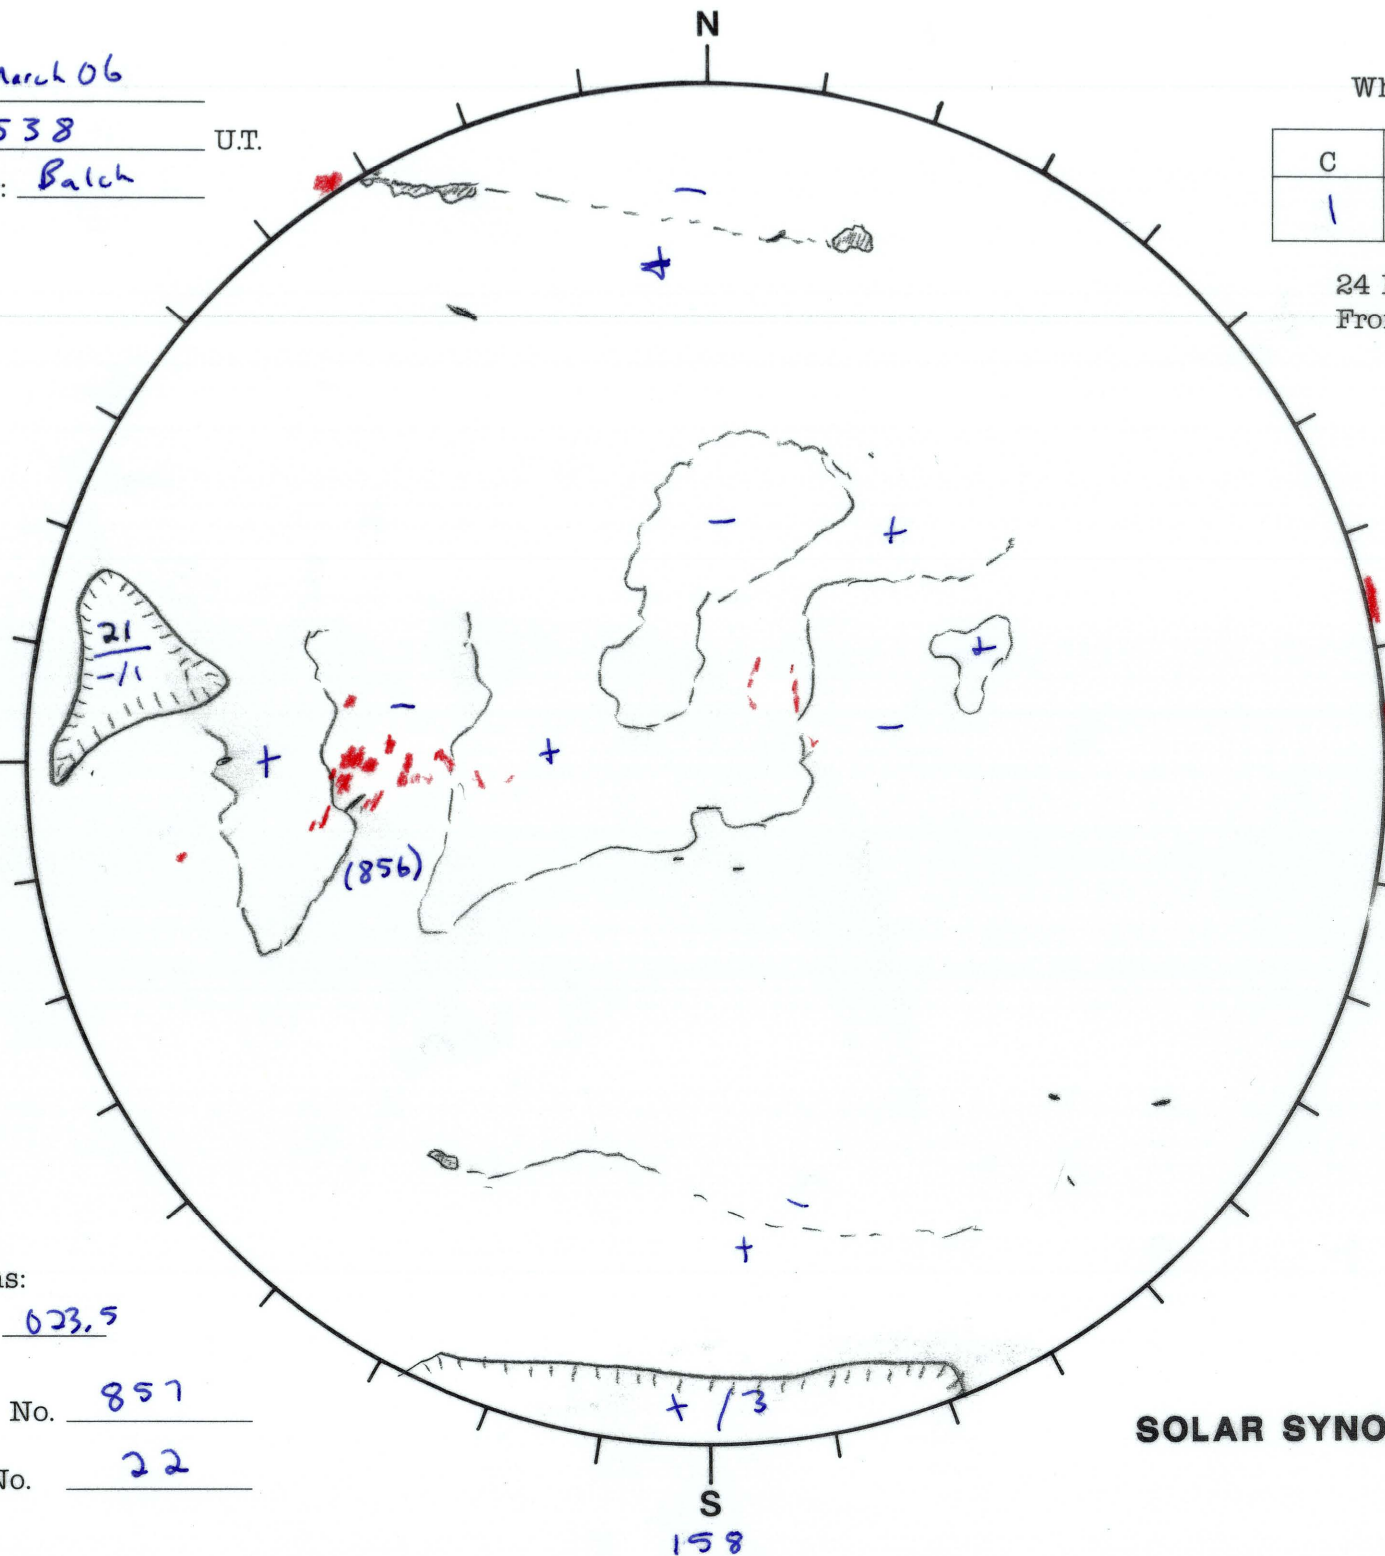 N
March 06
538 U.T.
: Balch
Wh
C
1
24
Fro
−
+
−
+
21
−/1
+
−
−
+
+
−
+
(856)
−
+
ns:
023.5
+ / 3
No. 857
No. 22
SOLAR SYNO
S
158